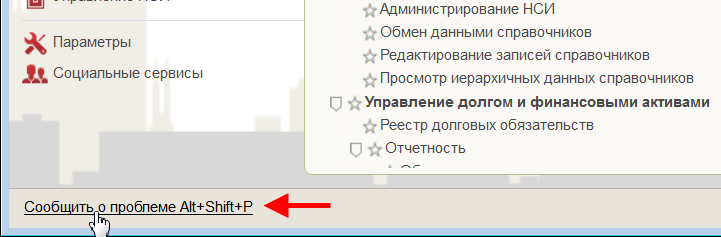 Параметры
Социальные сервисы
Администрирование НСИ
Обмен данными справочников
Редактирование записей справочников
Просмотр иерархичных данных справочников
Управление долгом и финансовыми активами
Реестр долговых обязательств
Отчетность
Сообщить о проблеме Alt+Shift+P